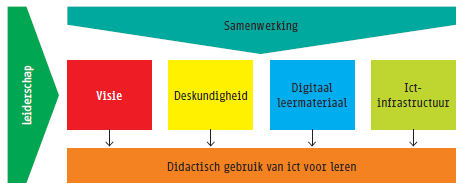 Leiderschap
Samenwerking
Visie
Deskundigheid
Digitaal
leermateriaal
Ict-
infrastructuur
Didactisch gebruik van ict voor leren